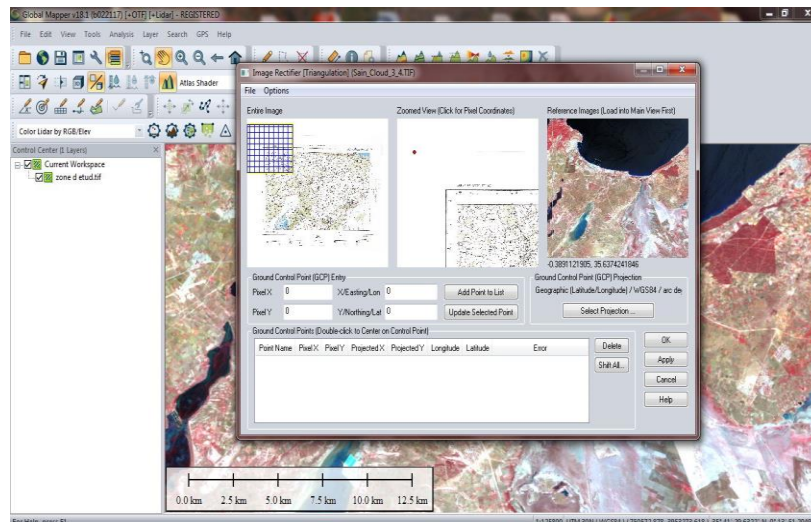 Global Mapper v18.1 (b022117) [+OTF] [+Lidar] - REGISTERED
File Edit View Tools Analysis Layer Search GPS Help
Atlas Shader
Color Lidar by RGB/Elev
Control Center (1 Layers)
Current Workspace
zone d etud.tif
Image Rectifier [Triangulation] (Sain_Cloud_3_4.TIF)
File Options
Entire Image
Zoomed View (Click for Pixel Coordinates)
Reference Images (Load into Main View First)
-0.3891121905, 35.6374241846
Ground Control Point (GCP) Entry
Pixel X 0 X/Easting/Lon 0 Add Point to List
Pixel Y 0 Y/Northing/Lat 0 Update Selected Point
Ground Control Point (GCP) Projection
Geographic (Latitude/Longitude) / WGS84 / arc de
Select Projection ...
Ground Control Points (Double-click to Center on Control Point)
Point Name Pixel X Pixel Y Projected X Projected Y Longitude Latitude Error
Delete
Shift All...
OK
Apply
Cancel
Help
0.0 km 2.5 km 5.0 km 7.5 km 10.0 km 12.5 km
For Help, press F1